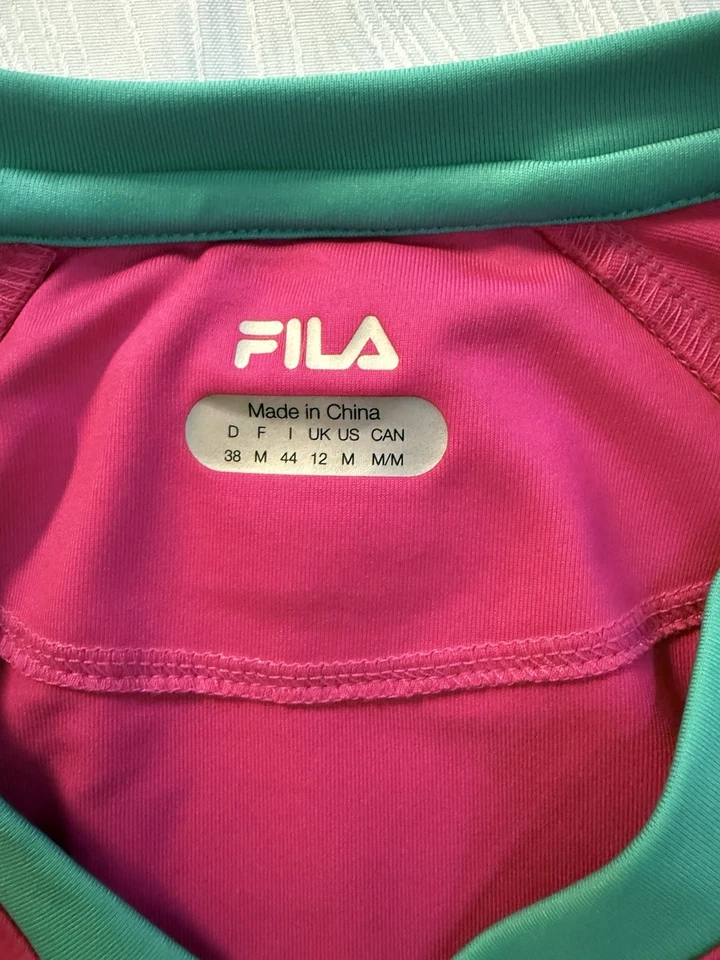 FILA
Made in China
D F I UK US CAN
38 M 44 12 M M/M